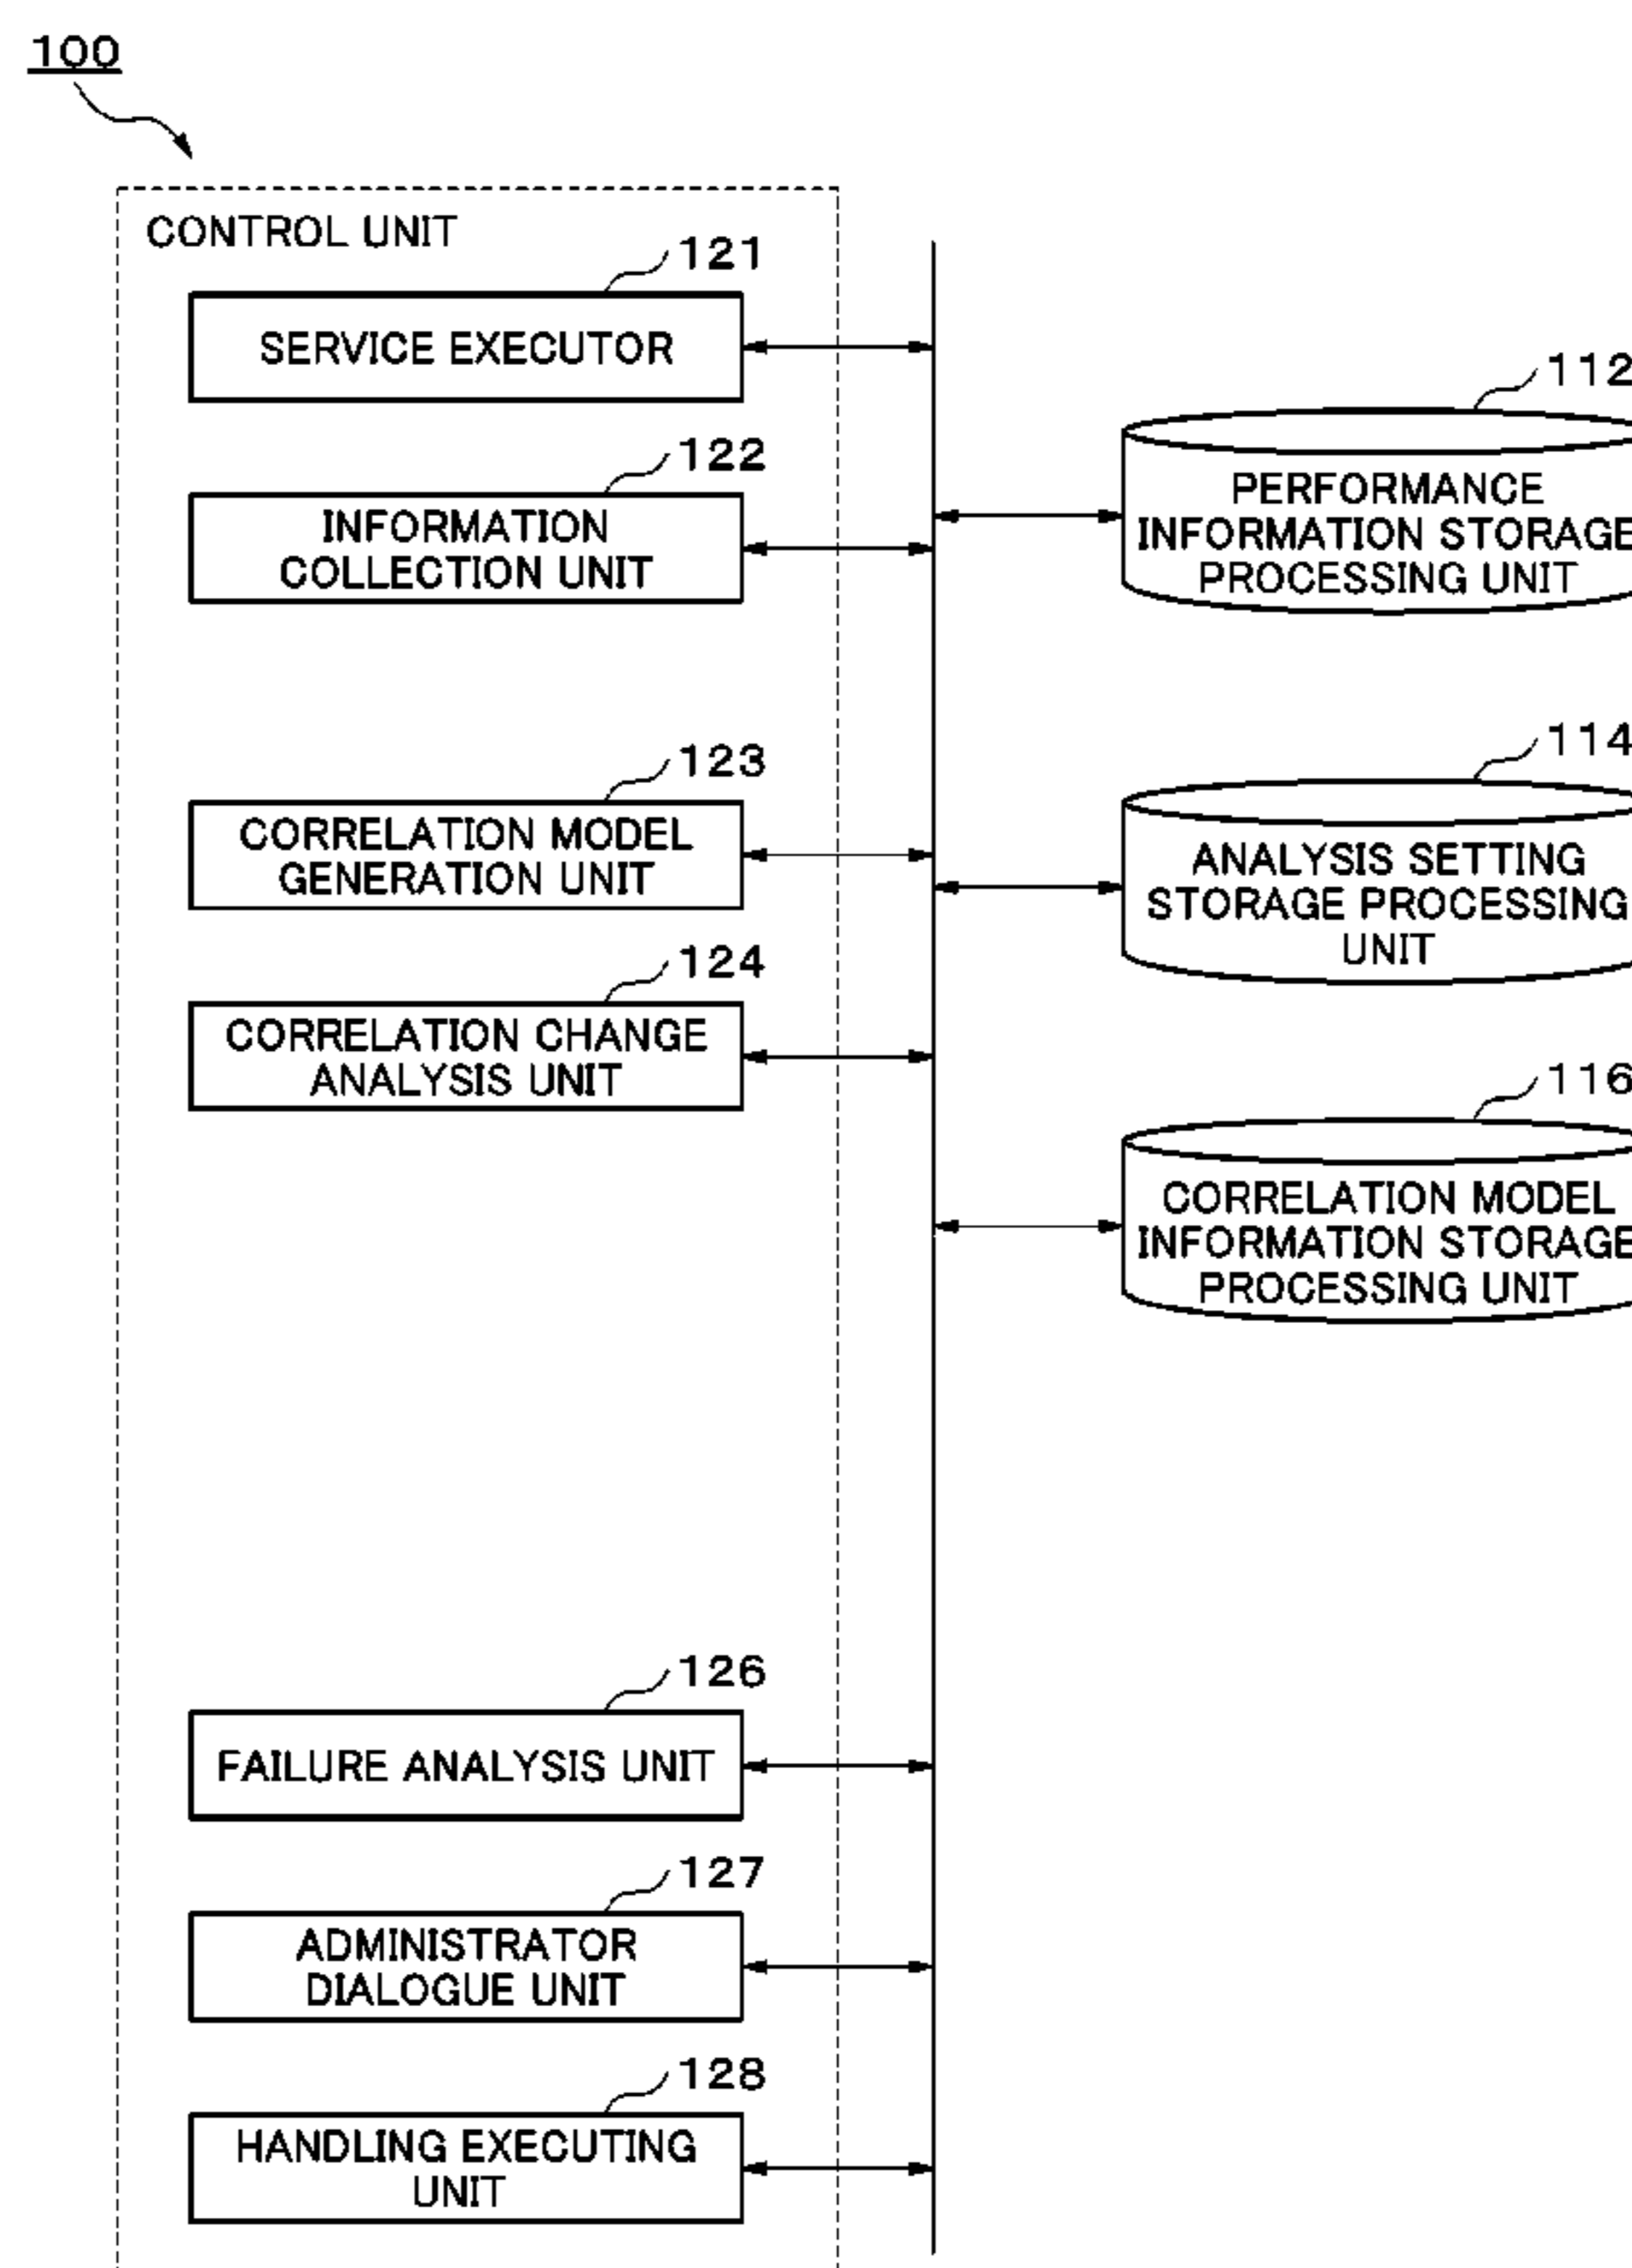 100
CONTROL UNIT
121
SERVICE EXECUTOR
122
INFORMATION
COLLECTION UNIT
123
CORRELATION MODEL
GENERATION UNIT
124
CORRELATION CHANGE
ANALYSIS UNIT
126
FAILURE ANALYSIS UNIT
127
ADMINISTRATOR
DIALOGUE UNIT
128
HANDLING EXECUTING
UNIT
112
PERFORMANCE
INFORMATION STORAGE
PROCESSING UNIT
114
ANALYSIS SETTING
STORAGE PROCESSING
UNIT
116
CORRELATION MODEL
INFORMATION STORAGE
PROCESSING UNIT